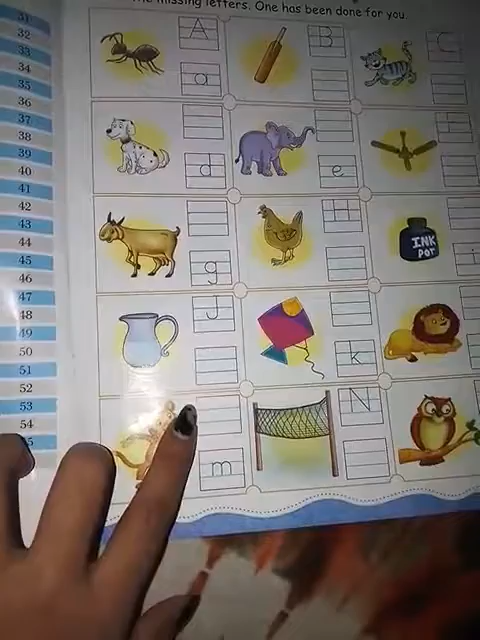 the missing letters. One has been done for you.
31
32
33
34
35
36
37
38
39
40
41
42
43
44
45
46
47
48
49
50
51
52
53
54
A
a
B
C
d
e
g
H
INK
POT
i
J
k
m
N